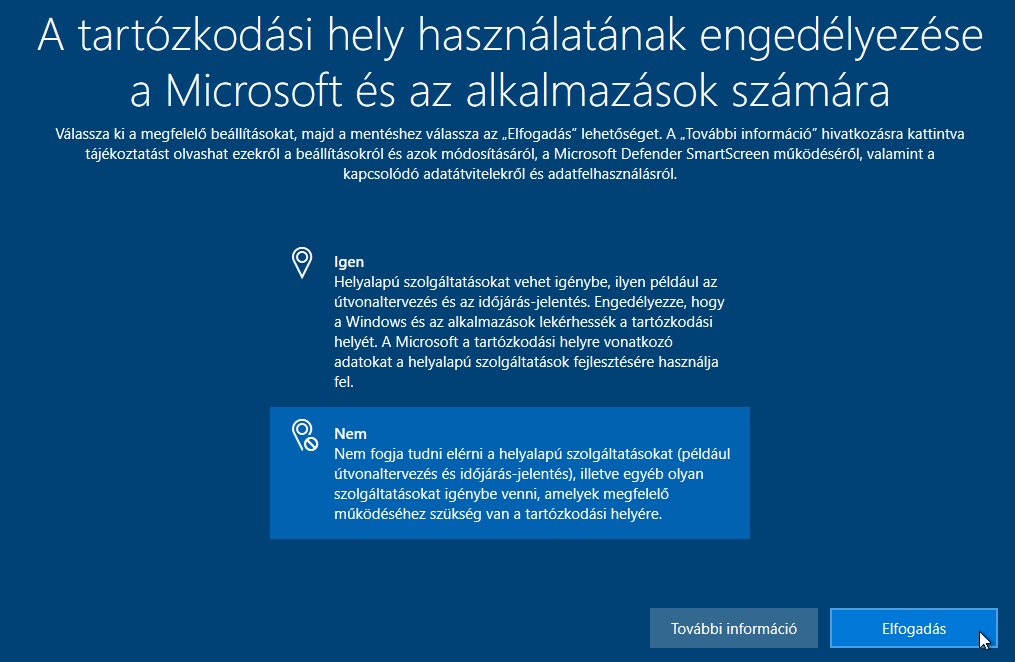 A tartózkodási hely használatának engedélyezése
a Microsoft és az alkalmazások számára
Válassza ki a megfelelő beállításokat, majd a mentéshez válassza az „Elfogadás” lehetőséget. A „További információ” hivatkozásra kattintva
tájékoztatást olvashat ezekről a beállításokról és azok módosításáról, a Microsoft Defender SmartScreen működéséről, valamint a
kapcsolódó adatátvitelekről és adatfelhasználásról.
Igen
Helyalapú szolgáltatásokat vehet igénybe, ilyen például az
útvonaltervezés és az időjárás-jelentés. Engedélyezze, hogy
a Windows és az alkalmazások lekérhessék a tartózkodási
helyét. A Microsoft a tartózkodási helyre vonatkozó
adatokat a helyalapú szolgáltatások fejlesztésére használja
fel.
Nem
Nem fogja tudni elérni a helyalapú szolgáltatásokat (például
útvonaltervezés és időjárás-jelentés), illetve egyéb olyan
szolgáltatásokat igénybe venni, amelyek megfelelő
működéséhez szükség van a tartózkodási helyére.
További információ
Elfogadás